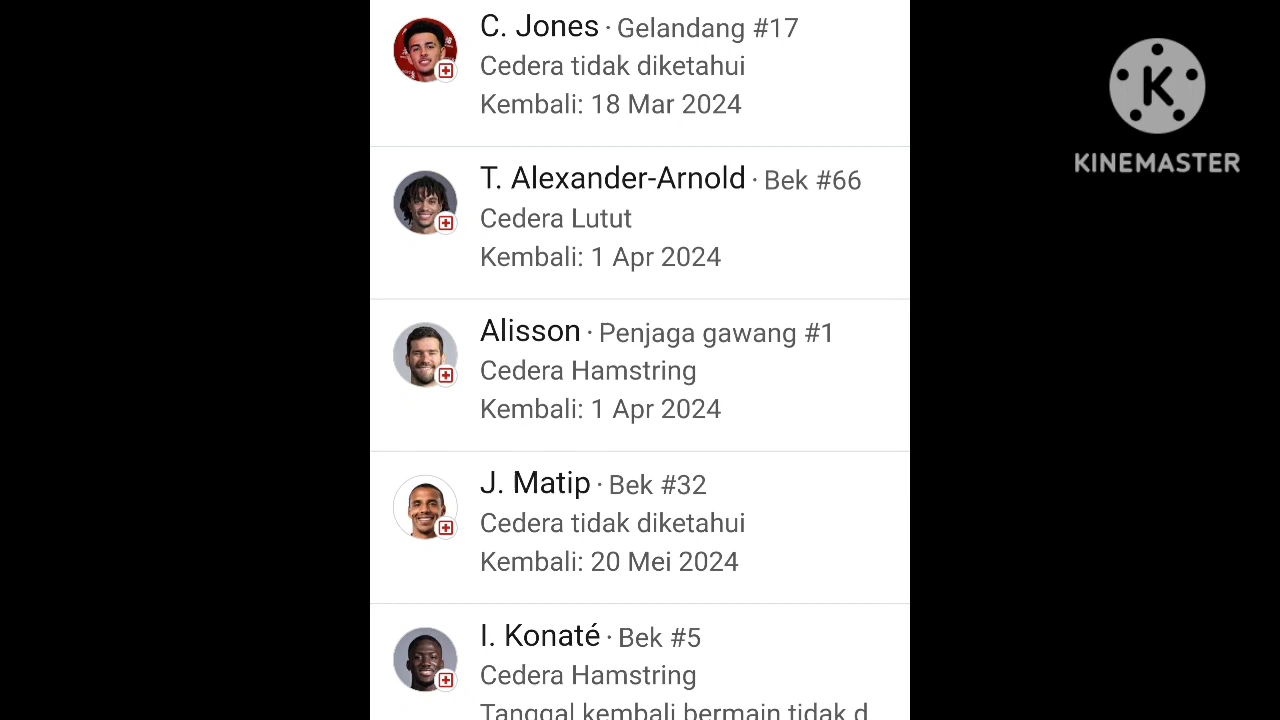 C. Jones · Gelandang #17
Cedera tidak diketahui
Kembali: 18 Mar 2024
K
KINEMASTER
T. Alexander-Arnold · Bek #66
Cedera Lutut
Kembali: 1 Apr 2024
Alisson · Penjaga gawang #1
Cedera Hamstring
Kembali: 1 Apr 2024
J. Matip · Bek #32
Cedera tidak diketahui
Kembali: 20 Mei 2024
I. Konaté · Bek #5
Cedera Hamstring
Tanggal kembali bermain tidak d